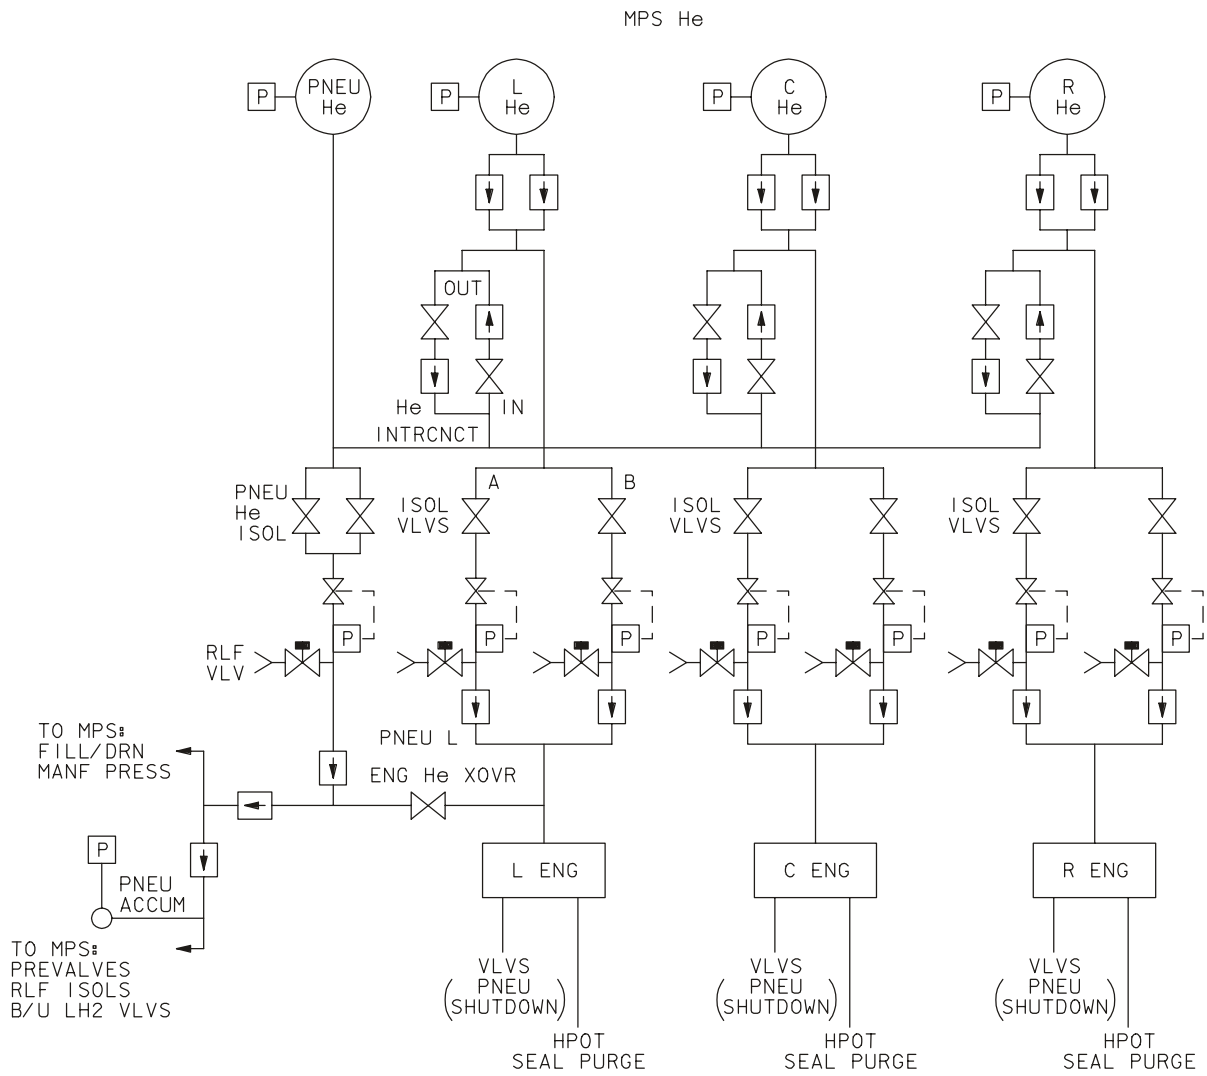 MPS He
P
PNEU
He
P
L
He
P
C
He
P
R
He
OUT
He
IN
INTRCNCT
PNEU
He
ISOL
A
B
ISOL
VLVS
ISOL
VLVS
ISOL
VLVS
P
P
P
P
P
P
P
RLF
VLV
TO MPS:
FILL/DRN
MANF PRESS
PNEU L
ENG He XOVR
P
PNEU
ACCUM
L ENG
C ENG
R ENG
TO MPS:
PREVALVES
RLF ISOLS
B/U LH2 VLVS
VLVS
(PNEU
SHUTDOWN)
HPOT
SEAL PURGE
VLVS
(PNEU
SHUTDOWN)
HPOT
SEAL PURGE
VLVS
(PNEU
SHUTDOWN)
HPOT
SEAL PURGE